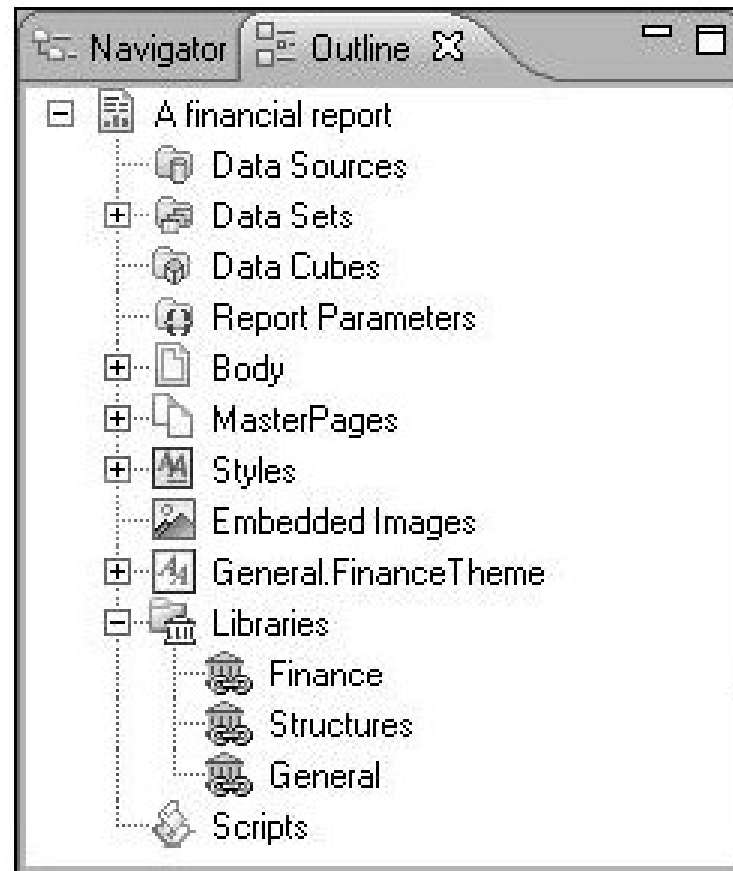 Navigator Outline
A financial report
Data Sources
Data Sets
Data Cubes
Report Parameters
Body
MasterPages
Styles
Embedded Images
General.FinanceTheme
Libraries
Finance
Structures
General
Scripts